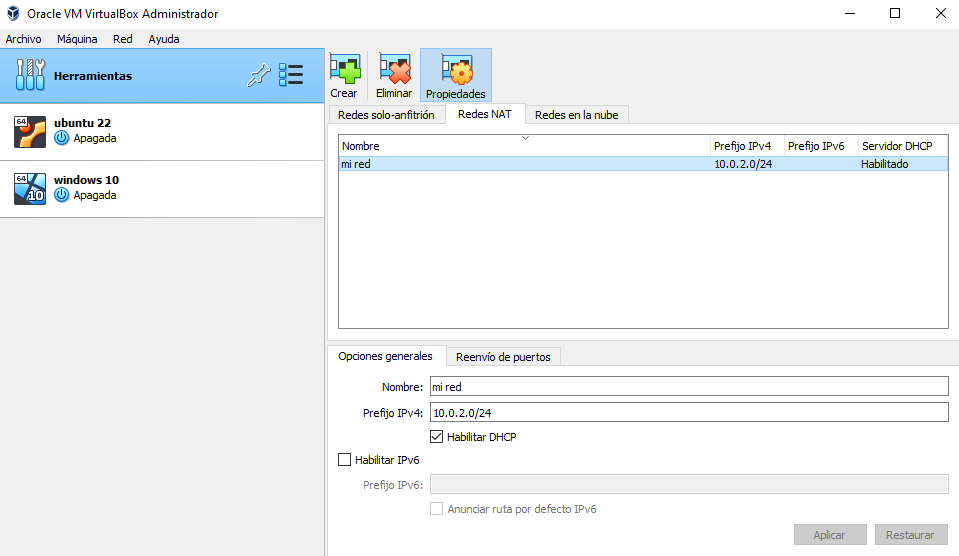 Oracle VM VirtualBox Administrador
Archivo Máquina Red Ayuda
Herramientas
64
ubuntu 22
Apagada
64
10
windows 10
Apagada
Crear Eliminar Propiedades
Redes solo-anfitrión Redes NAT Redes en la nube
Nombre Prefijo IPv4 Prefijo IPv6 Servidor DHCP
mi red 10.0.2.0/24 Habilitado
Opciones generales Reenvío de puertos
Nombre: mi red
Prefijo IPv4: 10.0.2.0/24
Habilitar DHCP
Habilitar IPv6
Prefijo IPv6:
Anunciar ruta por defecto IPv6
Aplicar Restaurar